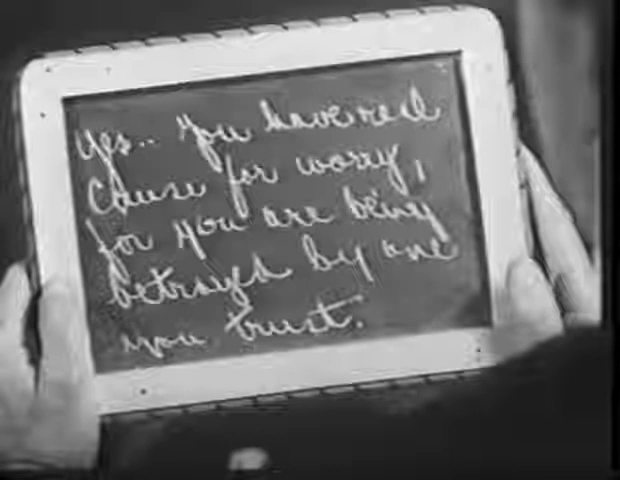 Yes.. You have real
cause for worry,
for you are being
betrayed by one
you trust.